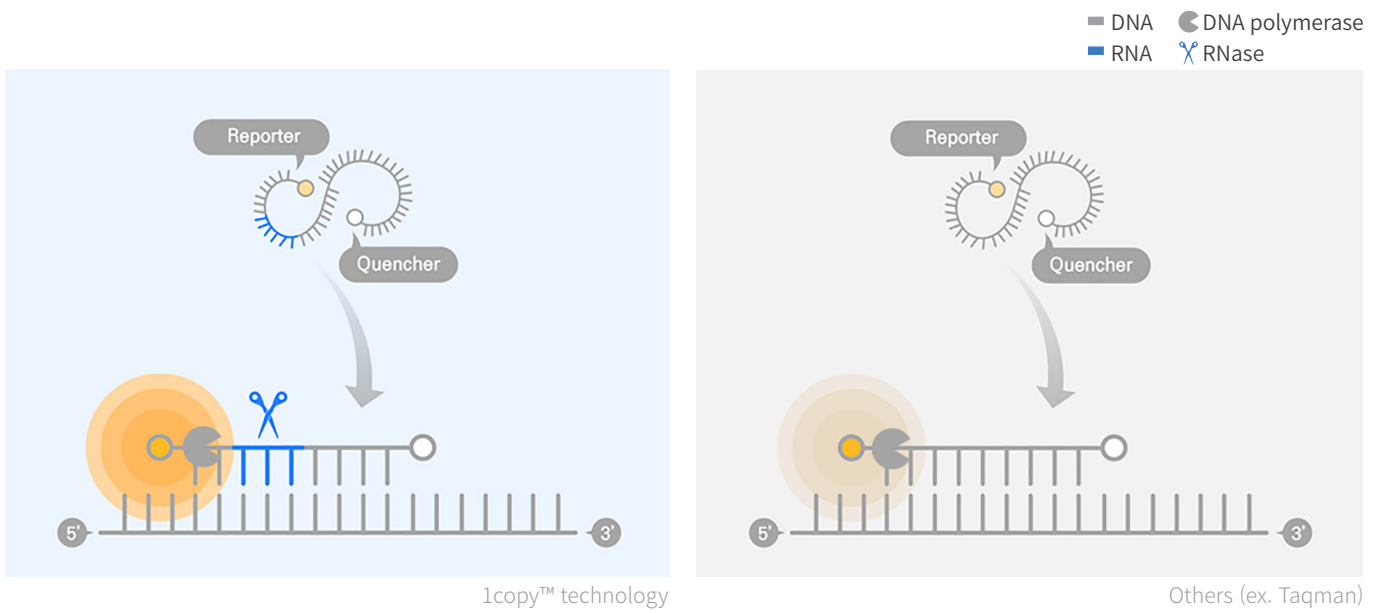 DNA DNA polymerase
RNA RNase
Reporter
Quencher
5’ 3’
1copy™ technology
Reporter
Quencher
5’ 3’
Others (ex. Taqman)